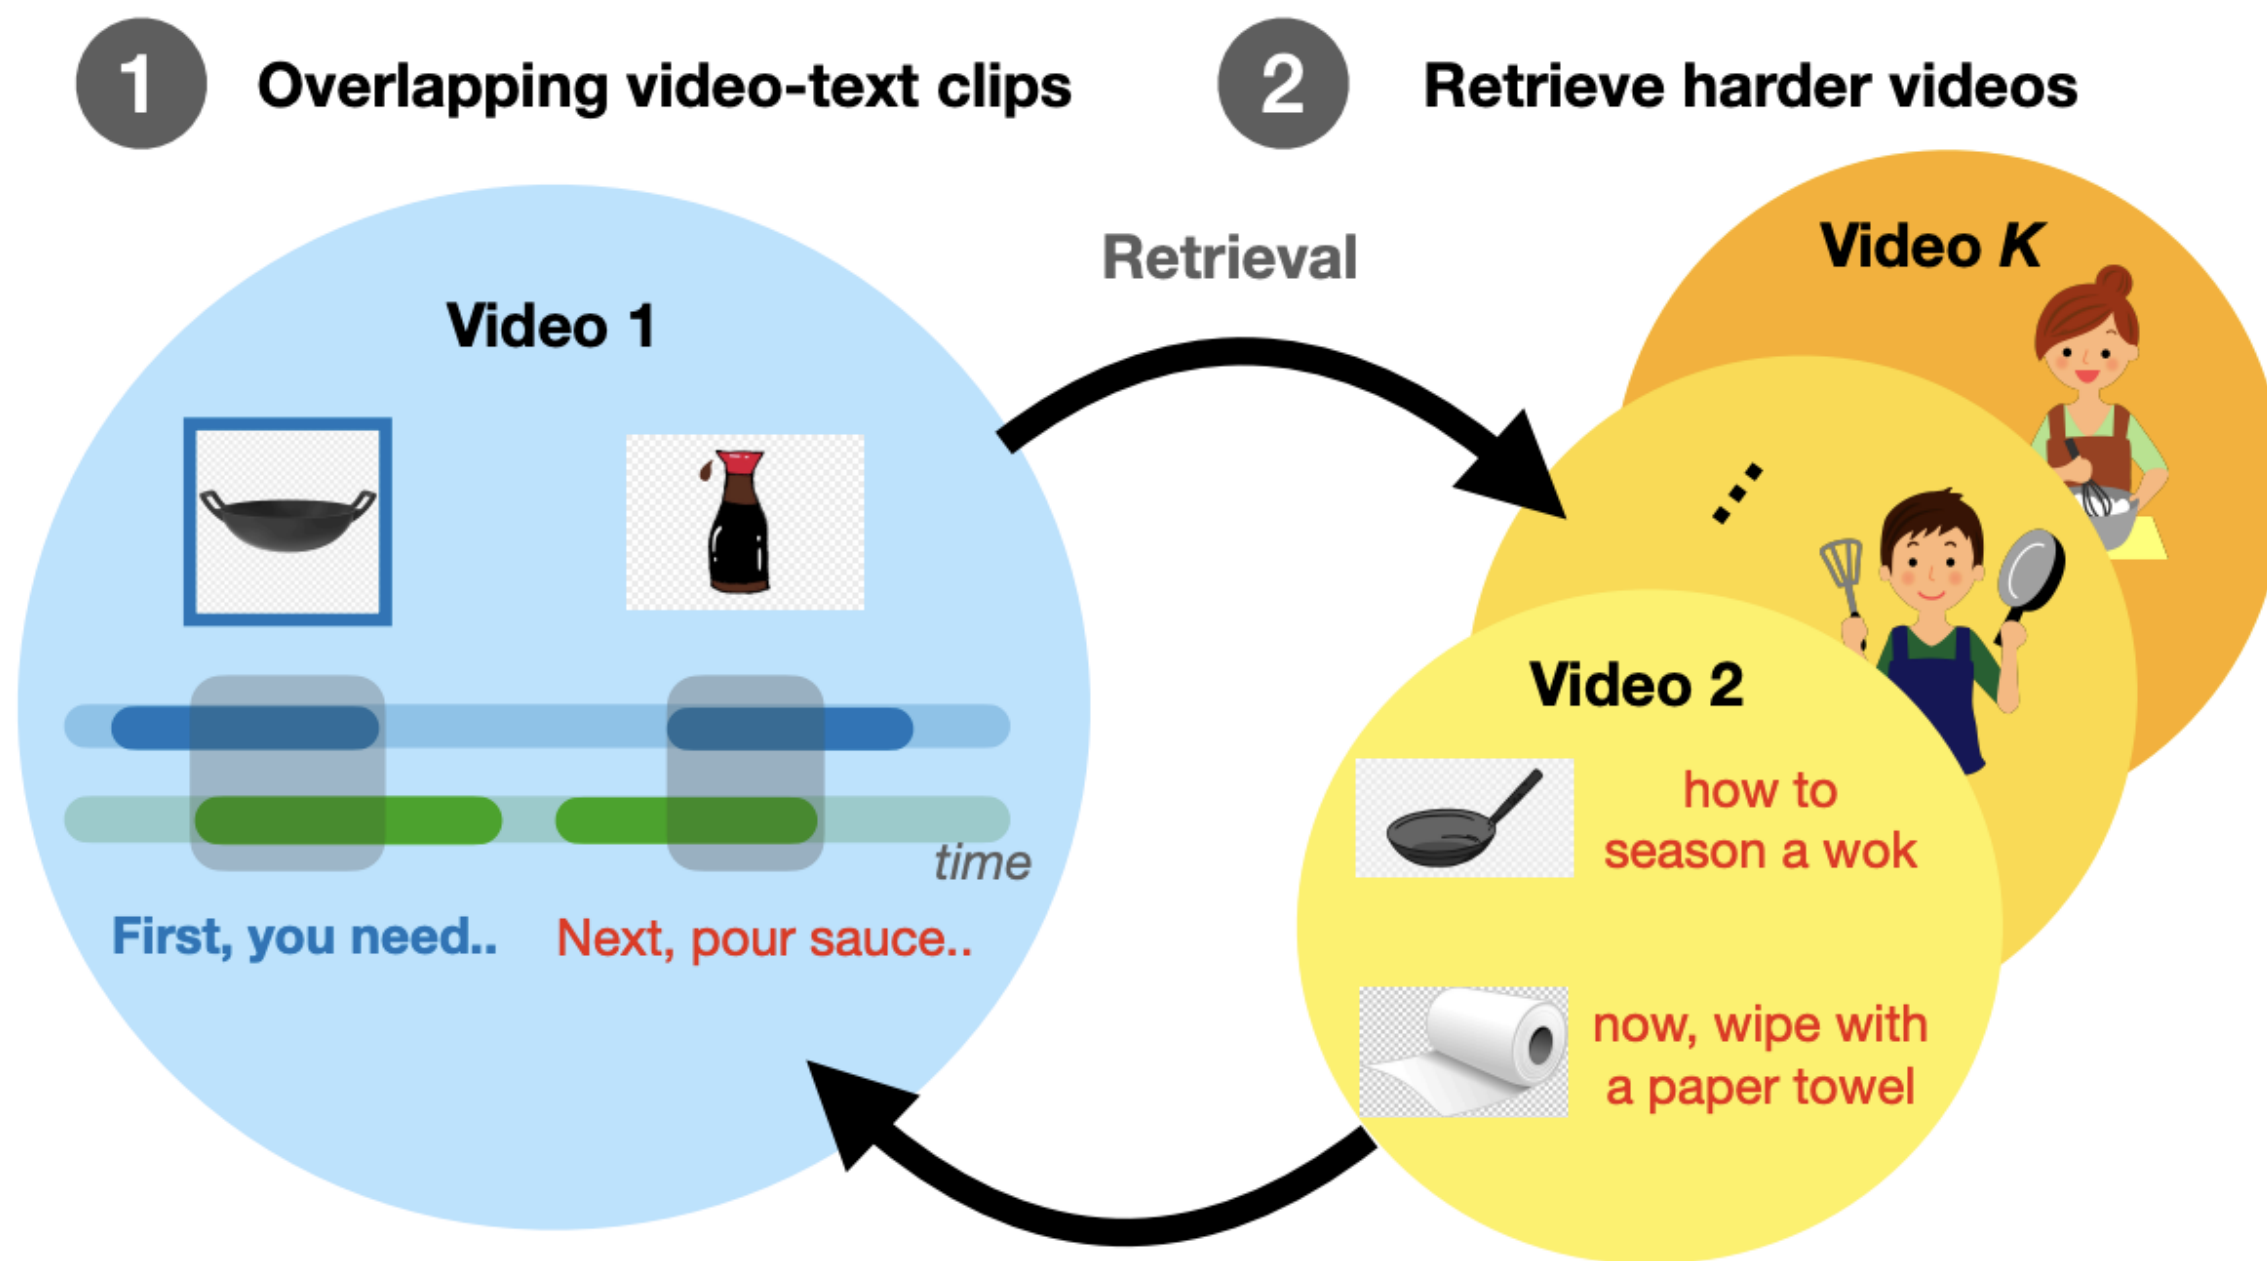 1 Overlapping video-text clips
2 Retrieve harder videos
Retrieval
Video 1
time
First, you need..
Next, pour sauce..
Video K
Video 2
how to
season a wok
now, wipe with
a paper towel